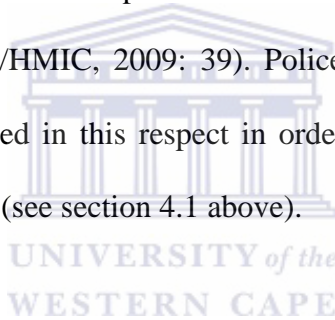 /HMIC, 2009: 39). Police
ed in this respect in orde
(see section 4.1 above).
UNIVERSITY of the
WESTERN CAPE